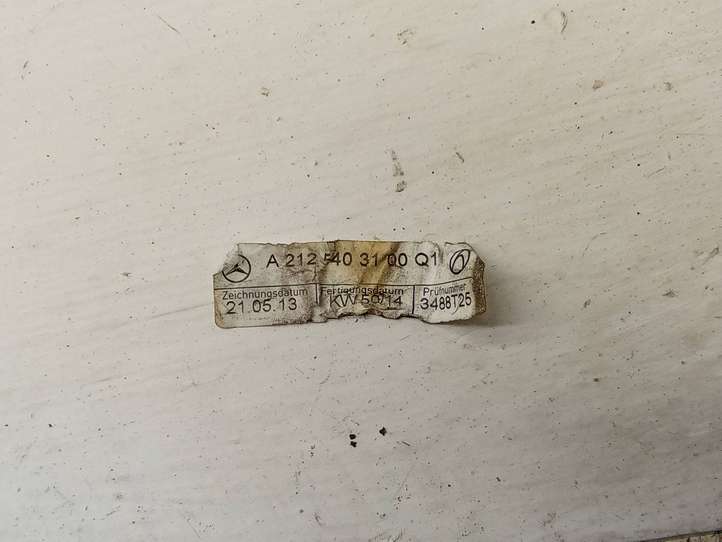 A 212 540 31 00 Q1
Zeichnungsdatum Fertigungsdatum Prüfnummer
21.05.13 KW 50/14 3488T25